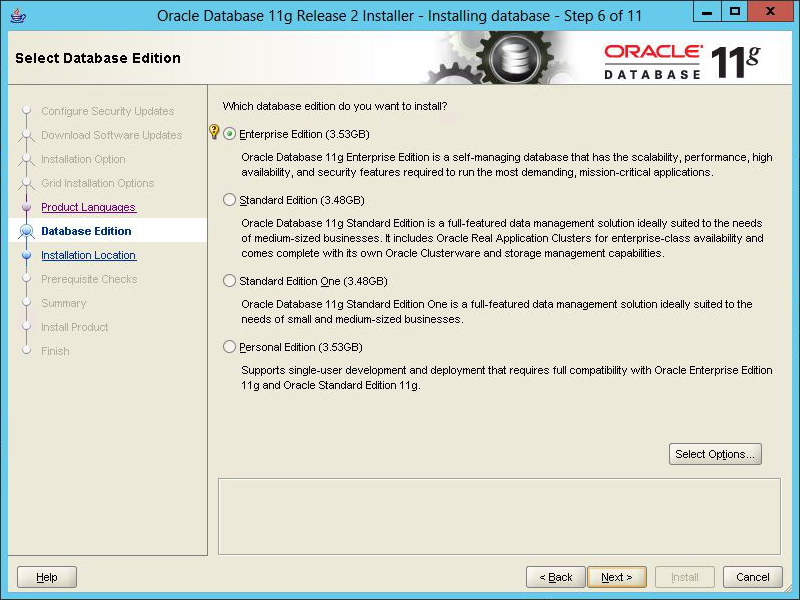 Oracle Database 11g Release 2 Installer - Installing database - Step 6 of 11
Select Database Edition
ORACLE
DATABASE 11g
Configure Security Updates
Download Software Updates
Installation Option
Grid Installation Options
Product Languages
Database Edition
Installation Location
Prerequisite Checks
Summary
Install Product
Finish
Which database edition do you want to install?
Enterprise Edition (3.53GB)
Oracle Database 11g Enterprise Edition is a self-managing database that has the scalability, performance, high
availability, and security features required to run the most demanding, mission-critical applications.
Standard Edition (3.48GB)
Oracle Database 11g Standard Edition is a full-featured data management solution ideally suited to the needs
of medium-sized businesses. It includes Oracle Real Application Clusters for enterprise-class availability and
comes complete with its own Oracle Clusterware and storage management capabilities.
Standard Edition One (3.48GB)
Oracle Database 11g Standard Edition One is a full-featured data management solution ideally suited to the
needs of small and medium-sized businesses.
Personal Edition (3.53GB)
Supports single-user development and deployment that requires full compatibility with Oracle Enterprise Edition
11g and Oracle Standard Edition 11g.
Select Options...
Help
< Back
Next >
Install
Cancel